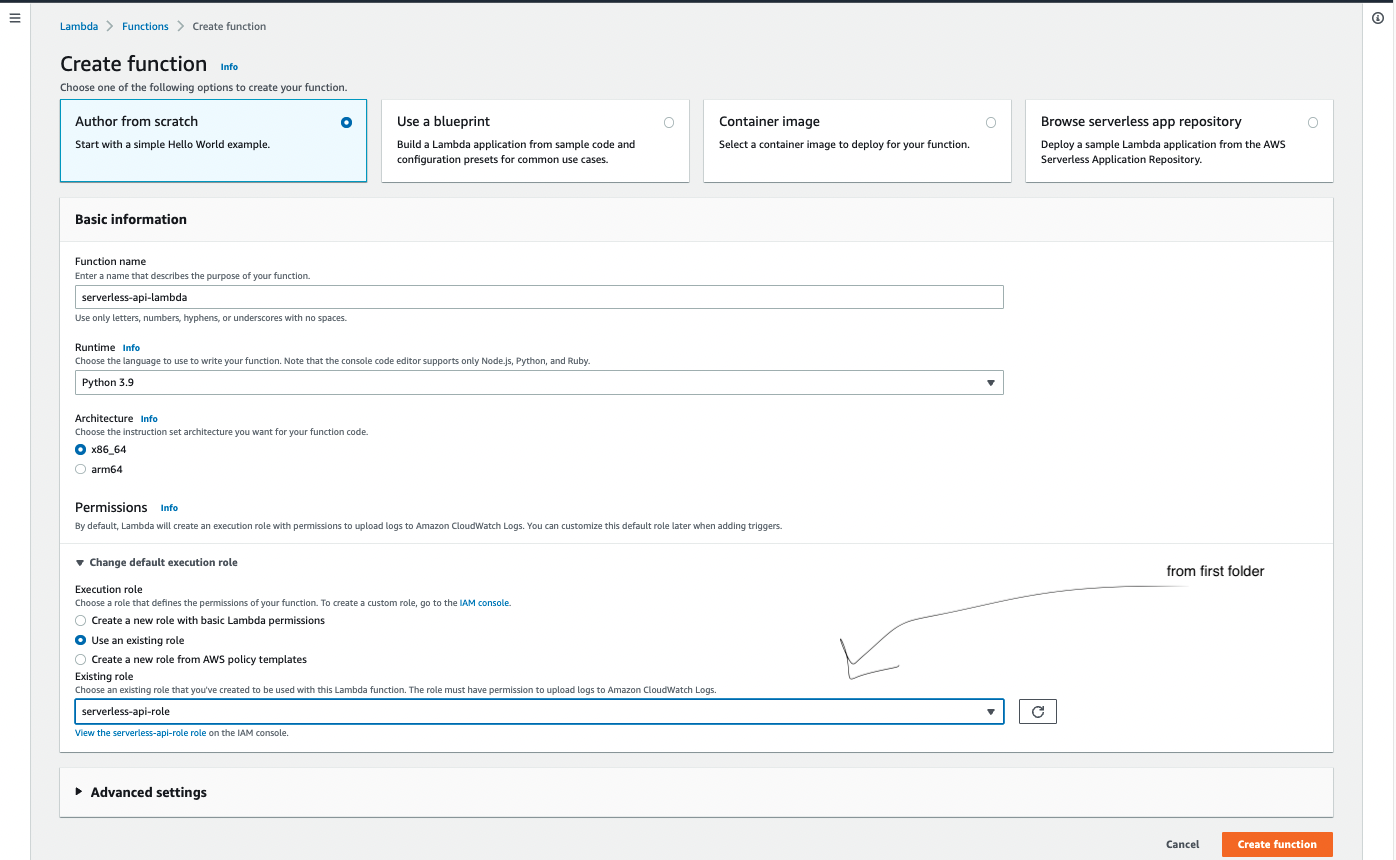 Lambda > Functions > Create function
Create function Info
Choose one of the following options to create your function.
Author from scratch
Start with a simple Hello World example.
Use a blueprint
Build a Lambda application from sample code and
configuration presets for common use cases.
Container image
Select a container image to deploy for your function.
Browse serverless app repository
Deploy a sample Lambda application from the AWS
Serverless Application Repository.
Basic information
Function name
Enter a name that describes the purpose of your function.
serverless-api-lambda
Use only letters, numbers, hyphens, or underscores with no spaces.
Runtime Info
Choose the language to use to write your function. Note that the console code editor supports only Node.js, Python, and Ruby.
Python 3.9
Architecture Info
Choose the instruction set architecture you want for your function code.
x86_64
arm64
Permissions Info
By default, Lambda will create an execution role with permissions to upload logs to Amazon CloudWatch Logs. You can customize this default role later when adding triggers.
Change default execution role
from first folder
Execution role
Choose a role that defines the permissions of your function. To create a custom role, go to the IAM console.
Create a new role with basic Lambda permissions
Use an existing role
Create a new role from AWS policy templates
Existing role
Choose an existing role that you've created to be used with this Lambda function. The role must have permission to upload logs to Amazon CloudWatch Logs.
serverless-api-role
View the serverless-api-role role on the IAM console.
Advanced settings
Cancel
Create function